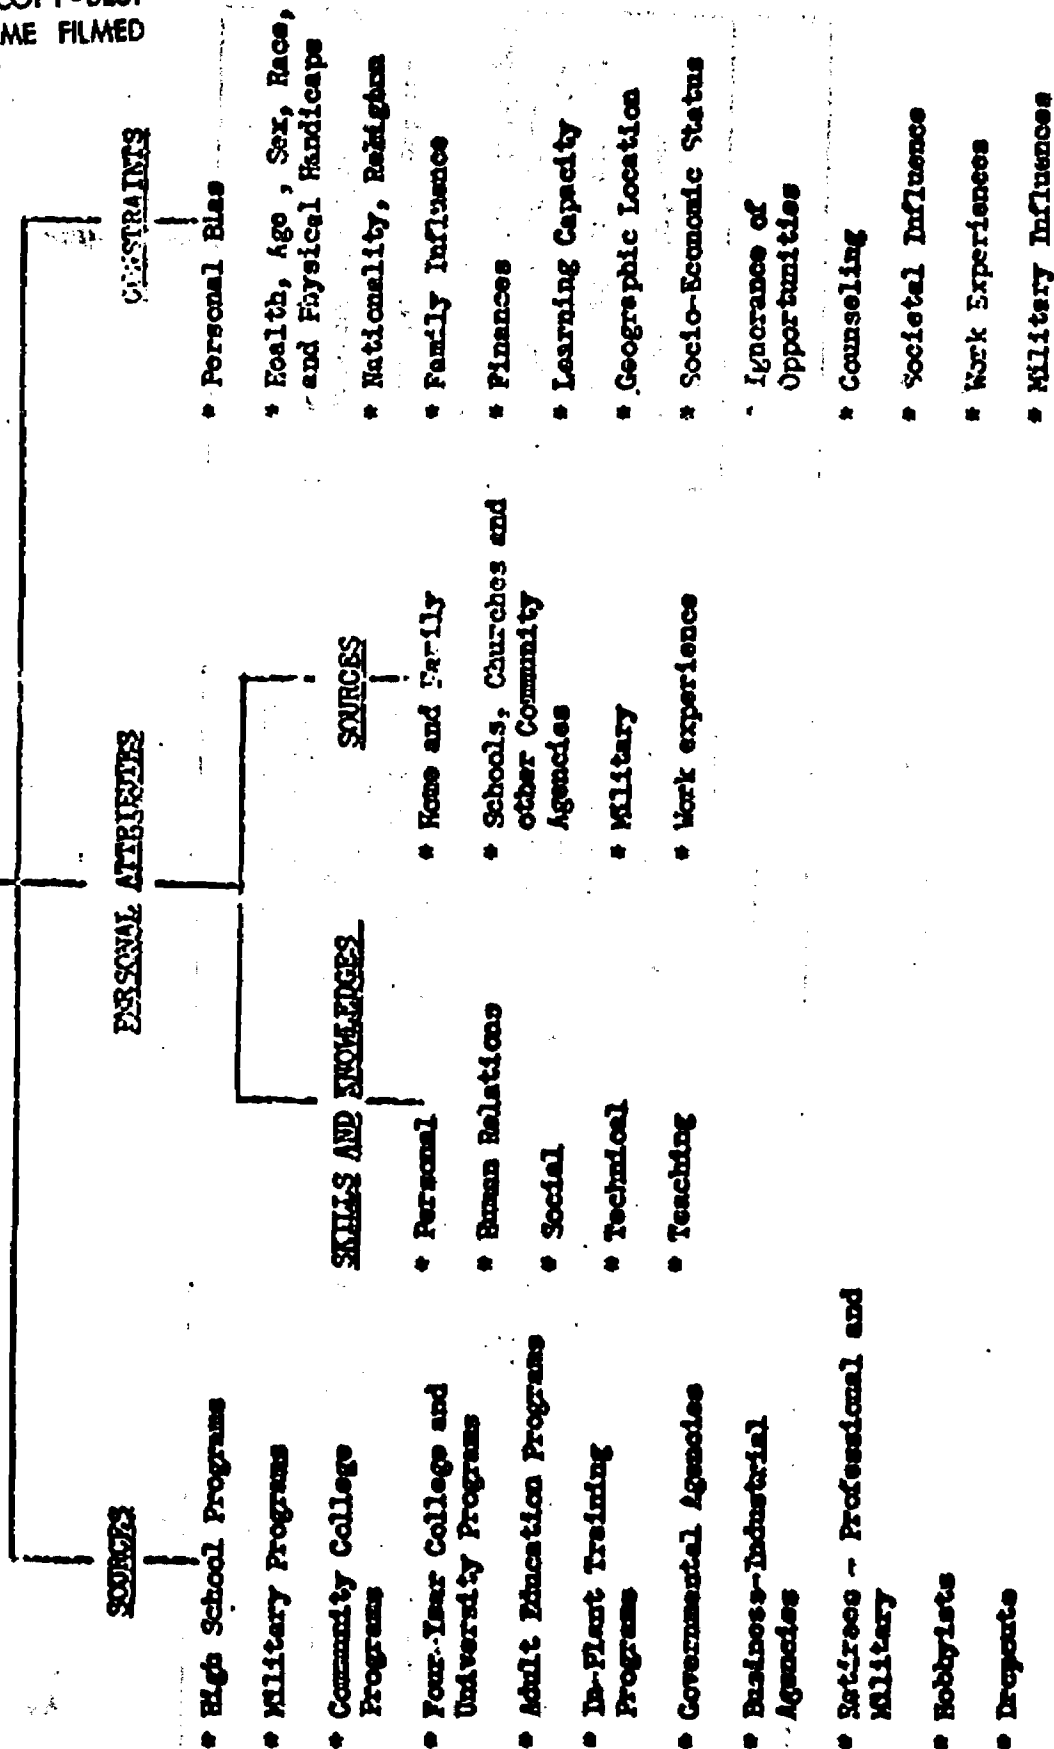 COPY-BEST
ME FILMED
SOURCES
* High School Programs
* Military Programs
* Community College
Programs
* Four-Year College and
University Programs
* Adult Education Programs
* In-Plant Training
Programs
* Governmental Agencies
* Business-Industrial
Agencies
* Retirees - Professional and
Military
* Hobbyists
* Dropouts
PERSONAL ATTRIBUTES
SKILLS AND KNOWLEDGES
* Personal
* Human Relations
* Social
* Technical
* Teaching
SOURCES
* Home and Family
* Schools, Churches and
other Community
Agencies
* Military
* Work experience
CONSTRAINTS
* Personal Bias
* Health, Age, Sex, Race,
and Physical Handicaps
* Nationality, Religion
* Family Influence
* Finances
* Learning Capacity
* Geographic Location
* Socio-Economic Status
* Ignorance of
Opportunities
* Counseling
* Societal Influence
* Work Experiences
* Military Influences